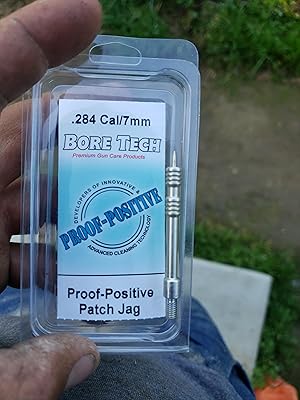 .284 Cal/7mm
BORE TECH
Premium Gun Care Products
DEVELOPERS OF INNOVATIVE &
PROOF-POSITIVE
ADVANCED CLEANING TECHNOLOGY
Proof-Positive
Patch Jag